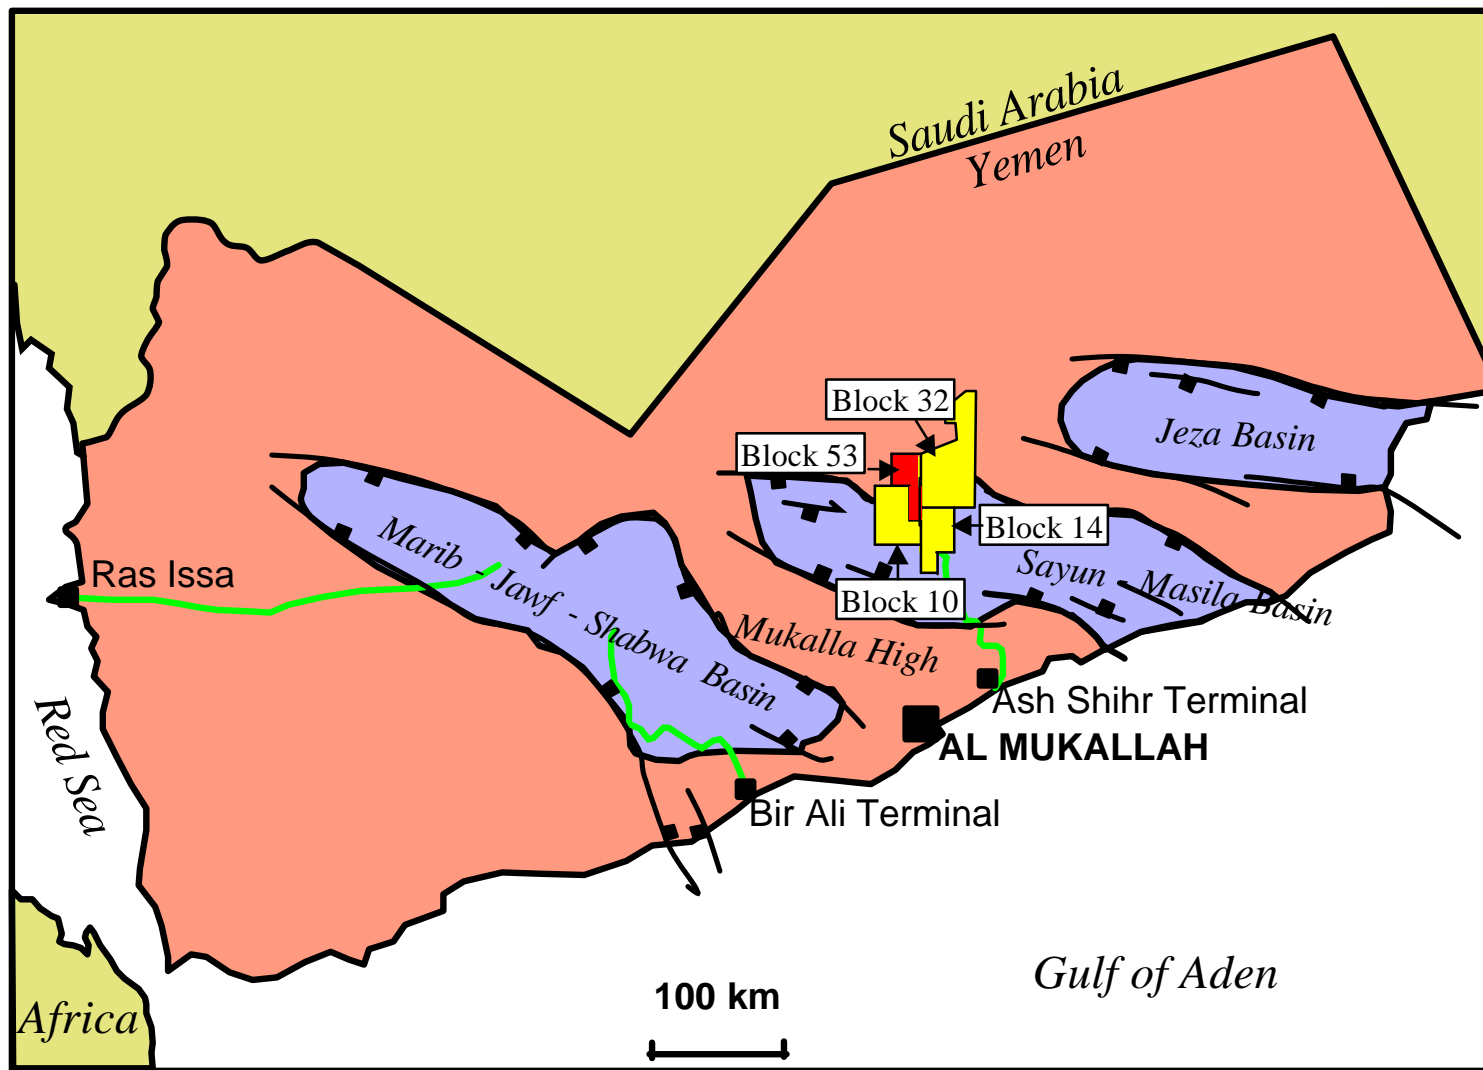 Saudi Arabia
Yemen
Block 32
Block 53
Jeza Basin
Block 14
Marib - Jawf - Shabwa Basin
Sayun - Masila Basin
Ras Issa
Block 10
Mukalla High
Ash Shihr Terminal
Red Sea
AL MUKALLAH
Bir Ali Terminal
Gulf of Aden
100 km
Africa